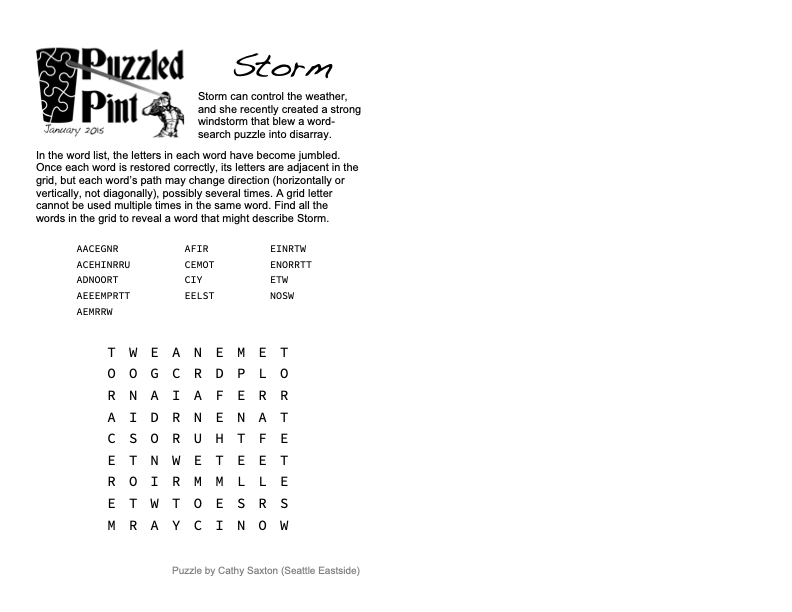 Puzzled
Pint
January 2015
Storm
Storm can control the weather,
and she recently created a strong
windstorm that blew a word-
search puzzle into disarray.
In the word list, the letters in each word have become jumbled.
Once each word is restored correctly, its letters are adjacent in the
grid, but each word's path may change direction (horizontally or
vertically, not diagonally), possibly several times. A grid letter
cannot be used multiple times in the same word. Find all the
words in the grid to reveal a word that might describe Storm.
AACEGNR AFIR EINRTW
ACEHINRRU CEMOT ENORRTT
ADNOORT CIY ETW
AEEEMPRTT EELST NOSW
AEMRRW
T W E A N E M E T
O O G C R D P L O
R N A I A F E R R
A I D R N E N A T
C S O R U H T F E
E T N W E T E E T
R O I R M M L L E
E T W T O E S R S
M R A Y C I N O W
Puzzle by Cathy Saxton (Seattle Eastside)